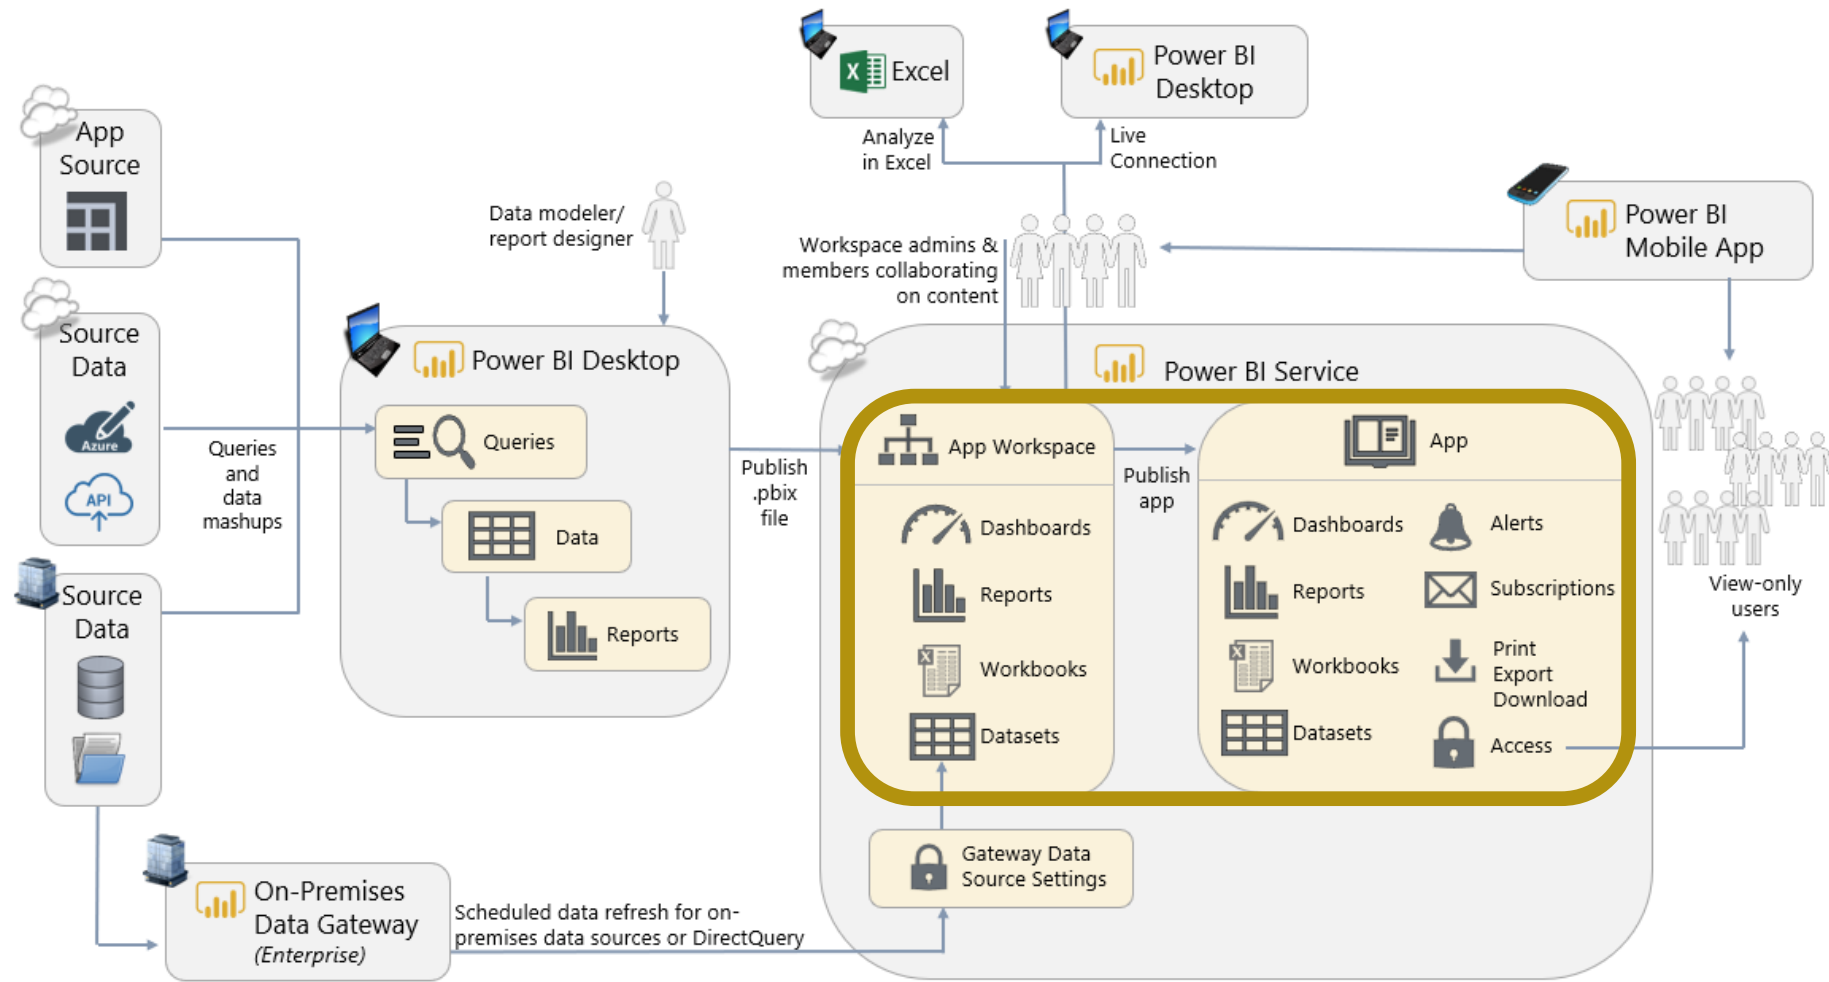 Excel
Power BI
Desktop
Analyze
in Excel
Live
Connection
App
Source
Data modeler/
report designer
Workspace admins &
members collaborating
on content
Power BI
Mobile App
Source
Data
Azure
API
Queries
and
data
mashups
Power BI Desktop
Queries
Data
Reports
Publish
.pbix
file
Power BI Service
App Workspace
Dashboards
Reports
Workbooks
Datasets
Publish
app
App
Dashboards
Reports
Workbooks
Datasets
Alerts
Subscriptions
Print
Export
Download
Access
View-only
users
Source
Data
Gateway Data
Source Settings
On-Premises
Data Gateway
(Enterprise)
Scheduled data refresh for on-
premises data sources or DirectQuery